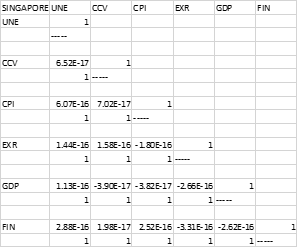 SINGAPORE UNE CCV CPI EXR GDP FIN
UNE 1
-----
CCV 6.52E-17 1
1 -----
CPI 6.07E-16 7.02E-17 1
1 1 -----
EXR 1.44E-16 1.58E-16 -1.80E-16 1
1 1 1 -----
GDP 1.13E-16 -3.90E-17 -3.82E-17 -2.66E-16 1
1 1 1 1 -----
FIN 2.88E-16 1.98E-17 2.52E-16 -3.31E-16 -2.62E-16 1
1 1 1 1 1 -----